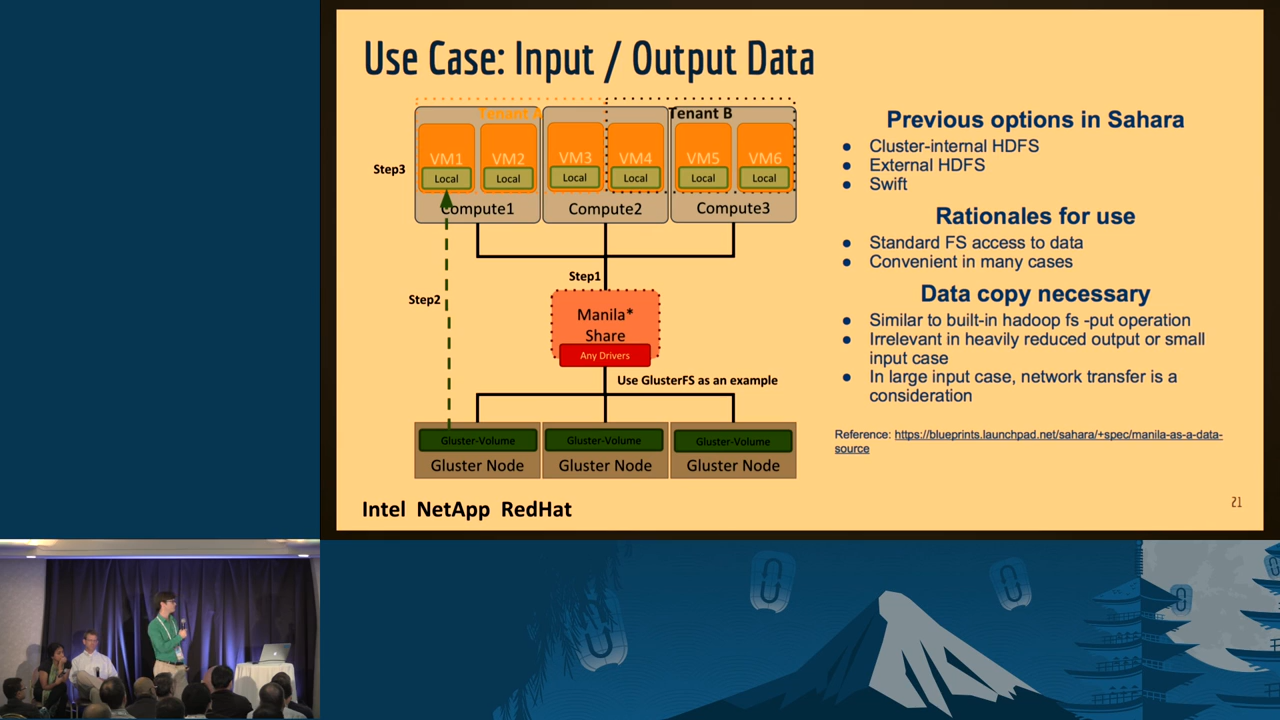 Use Case: Input / Output Data
Tenant A
Tenant B
Step3
VM1
VM2
VM3
VM4
VM5
VM6
Local
Local
Local
Local
Local
Local
Compute1
Compute2
Compute3
Step1
Step2
Manila*
Share
Any Drivers
Use GlusterFS as an example
Gluster-Volume
Gluster-Volume
Gluster-Volume
Gluster Node
Gluster Node
Gluster Node
Intel NetApp RedHat
Previous options in Sahara
● Cluster-internal HDFS
● External HDFS
● Swift
Rationales for use
● Standard FS access to data
● Convenient in many cases
Data copy necessary
● Similar to built-in hadoop fs -put operation
● Irrelevant in heavily reduced output or small
input case
● In large input case, network transfer is a
consideration
Reference: https://blueprints.launchpad.net/sahara/+spec/manila-as-a-data-
source
21